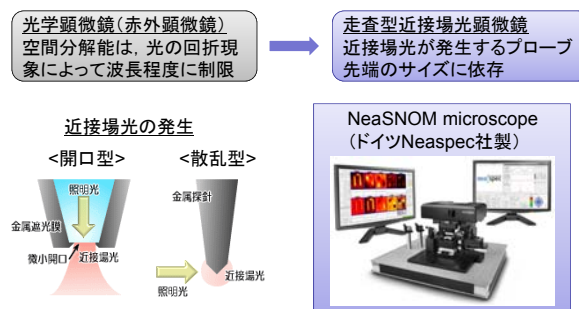 光学顕微鏡（赤外顕微鏡）
空間分解能は，光の回折現
象によって波長程度に制限
走査型近接場光顕微鏡
近接場光が発生するプローブ
先端のサイズに依存
近接場光の発生
<開口型>
<散乱型>
照明光
金属遮光膜
微小開口
近接場光
金属探針
近接場光
照明光
NeaSNOM microscope
（ドイツNeaspec社製）